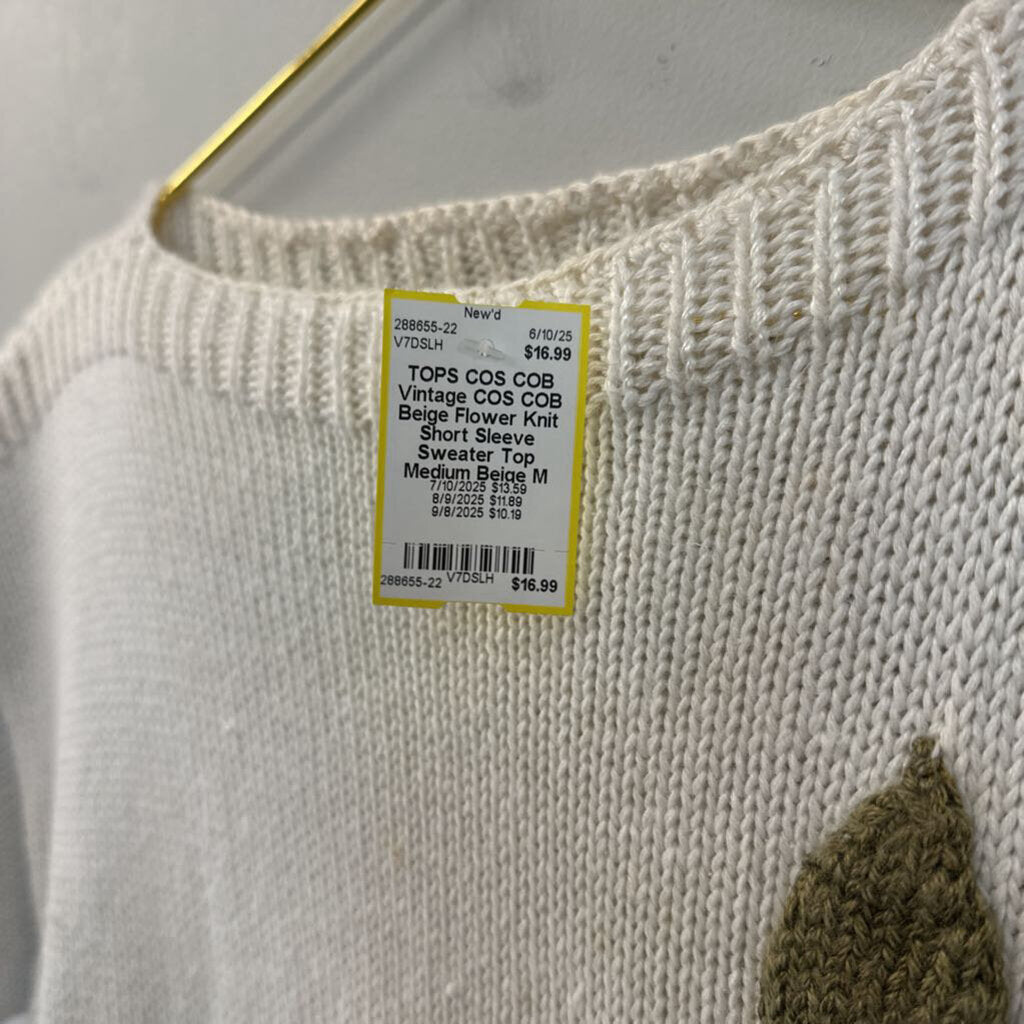 New'd
288655-22 6/10/25
V7DSLH $16.99
TOPS COS COB
Vintage COS COB
Beige Flower Knit
Short Sleeve
Sweater Top
Medium Beige M
7/10/2025 $13.59
8/9/2025 $11.89
9/8/2025 $10.19
288655-22 V7DSLH $16.99